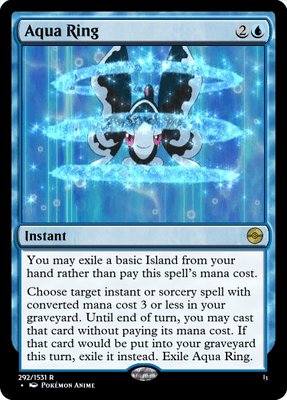 Aqua Ring 2
Instant
You may exile a basic Island from your
hand rather than pay this spell's mana cost.
Choose target instant or sorcery spell with
converted mana cost 3 or less in your
graveyard. Until end of turn, you may cast
that card without paying its mana cost. If
that card would be put into your graveyard
this turn, exile it instead. Exile Aqua Ring.
292/1531 R
• Pokémon Anime